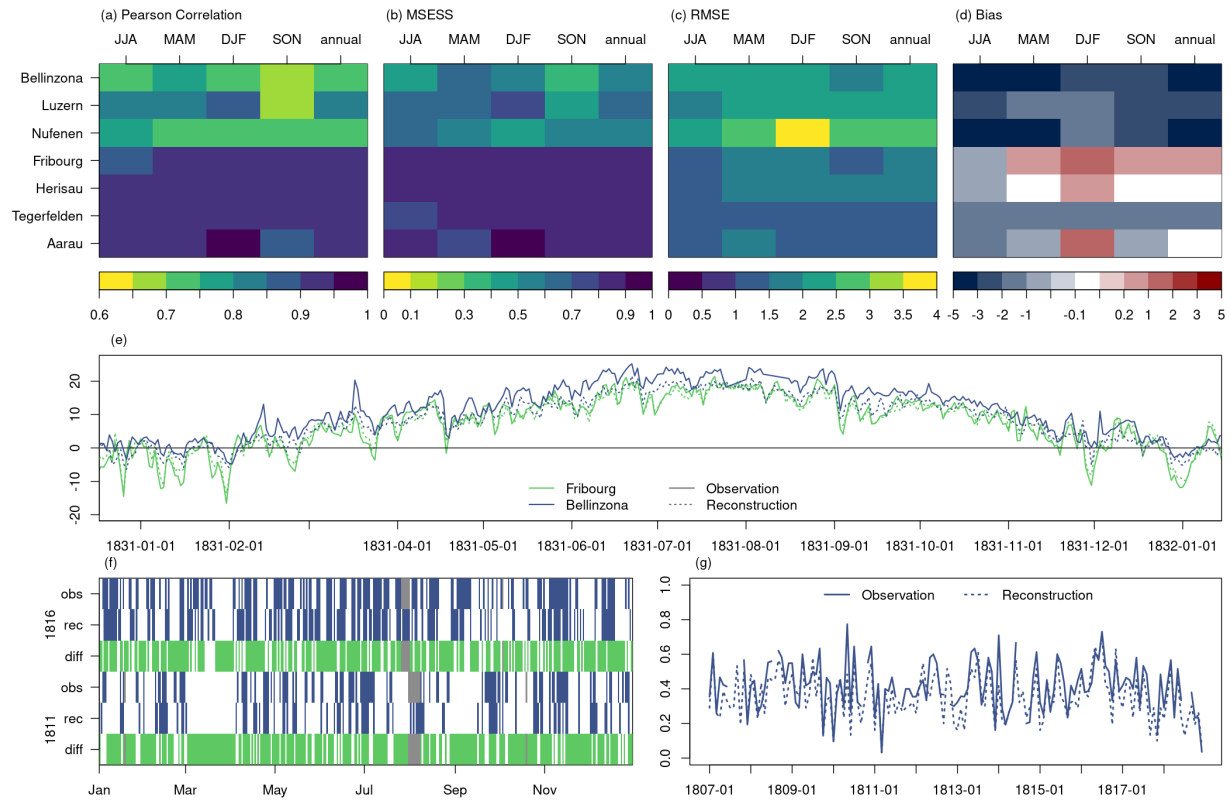 (a) Pearson Correlation (b) MSESS (c) RMSE (d) Bias
JJA MAM DJF SON annual JJA MAM DJF SON annual JJA MAM DJF SON annual JJA MAM DJF SON annual
Bellinzona
Luzern
Nufenen
Fribourg
Herisau
Tegerfelden
Aarau
0.6 0.7 0.8 0.9 1 0 0.1 0.3 0.5 0.7 0.9 1 0 0.5 1 1.5 2 2.5 3 3.5 4 -5 -3 -2 -1 -0.1 0.2 1 2 3 5
(e)
20
10
0
-10
-20
Fribourg Observation
Bellinzona Reconstruction
1831-01-01 1831-02-01 1831-04-01 1831-05-01 1831-06-01 1831-07-01 1831-08-01 1831-09-01 1831-10-01 1831-11-01 1831-12-01 1832-01-01
(f)
1816
obs
rec
diff
1811
obs
rec
diff
Jan Mar May Jul Sep Nov
(g)
Observation Reconstruction
1.0
0.8
0.6
0.4
0.2
0.0
1807-01 1809-01 1811-01 1813-01 1815-01 1817-01